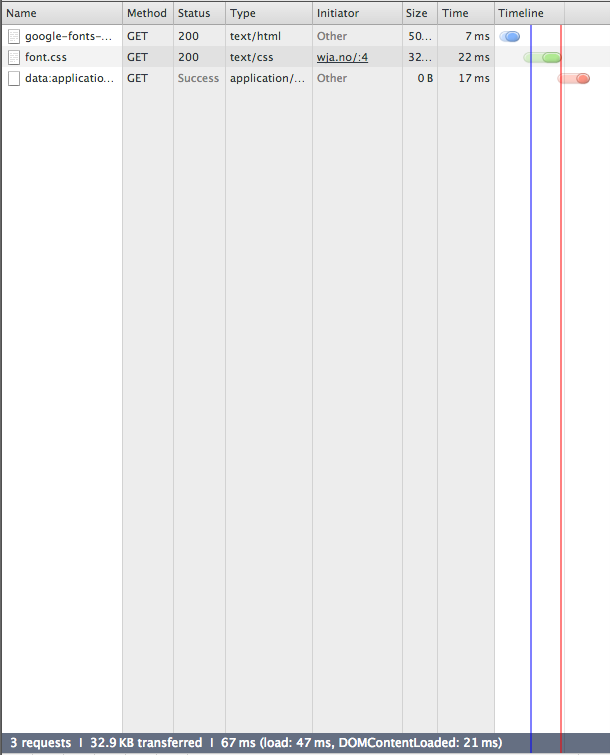 Name Method Status Type Initiator Size Time Timeline
google-fonts-... GET 200 text/html Other 50... 7 ms
font.css GET 200 text/css wja.no/:4 32... 22 ms
data:applicatio... GET Success application/... Other 0 B 17 ms
3 requests | 32.9 KB transferred | 67 ms (load: 47 ms, DOMContentLoaded: 21 ms)